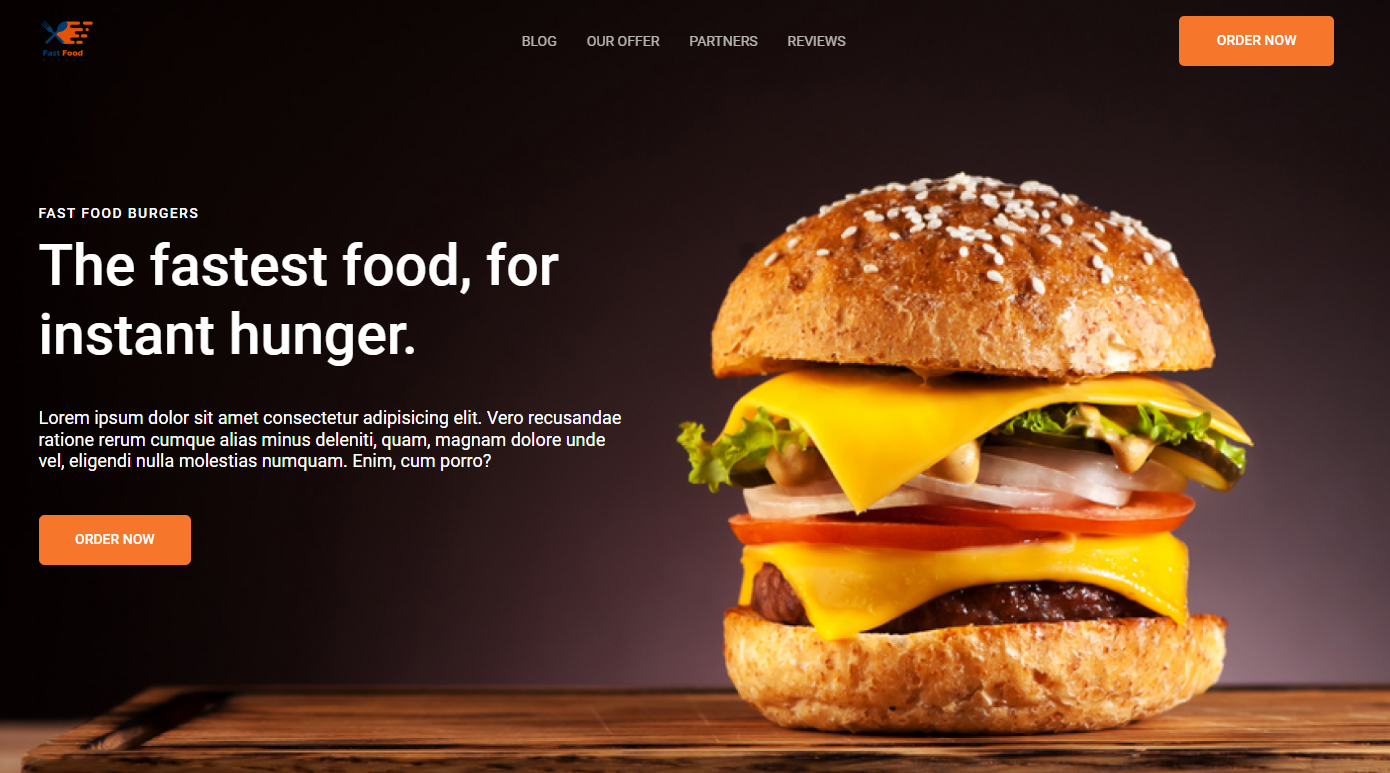 Fast Food
BLOG
OUR OFFER
PARTNERS
REVIEWS
ORDER NOW
FAST FOOD BURGERS
The fastest food, for
instant hunger.
Lorem ipsum dolor sit amet consectetur adipisicing elit. Vero recusandae
ratione rerum cumque alias minus deleniti, quam, magnam dolore unde
vel, eligendi nulla molestias numquam. Enim, cum porro?
ORDER NOW